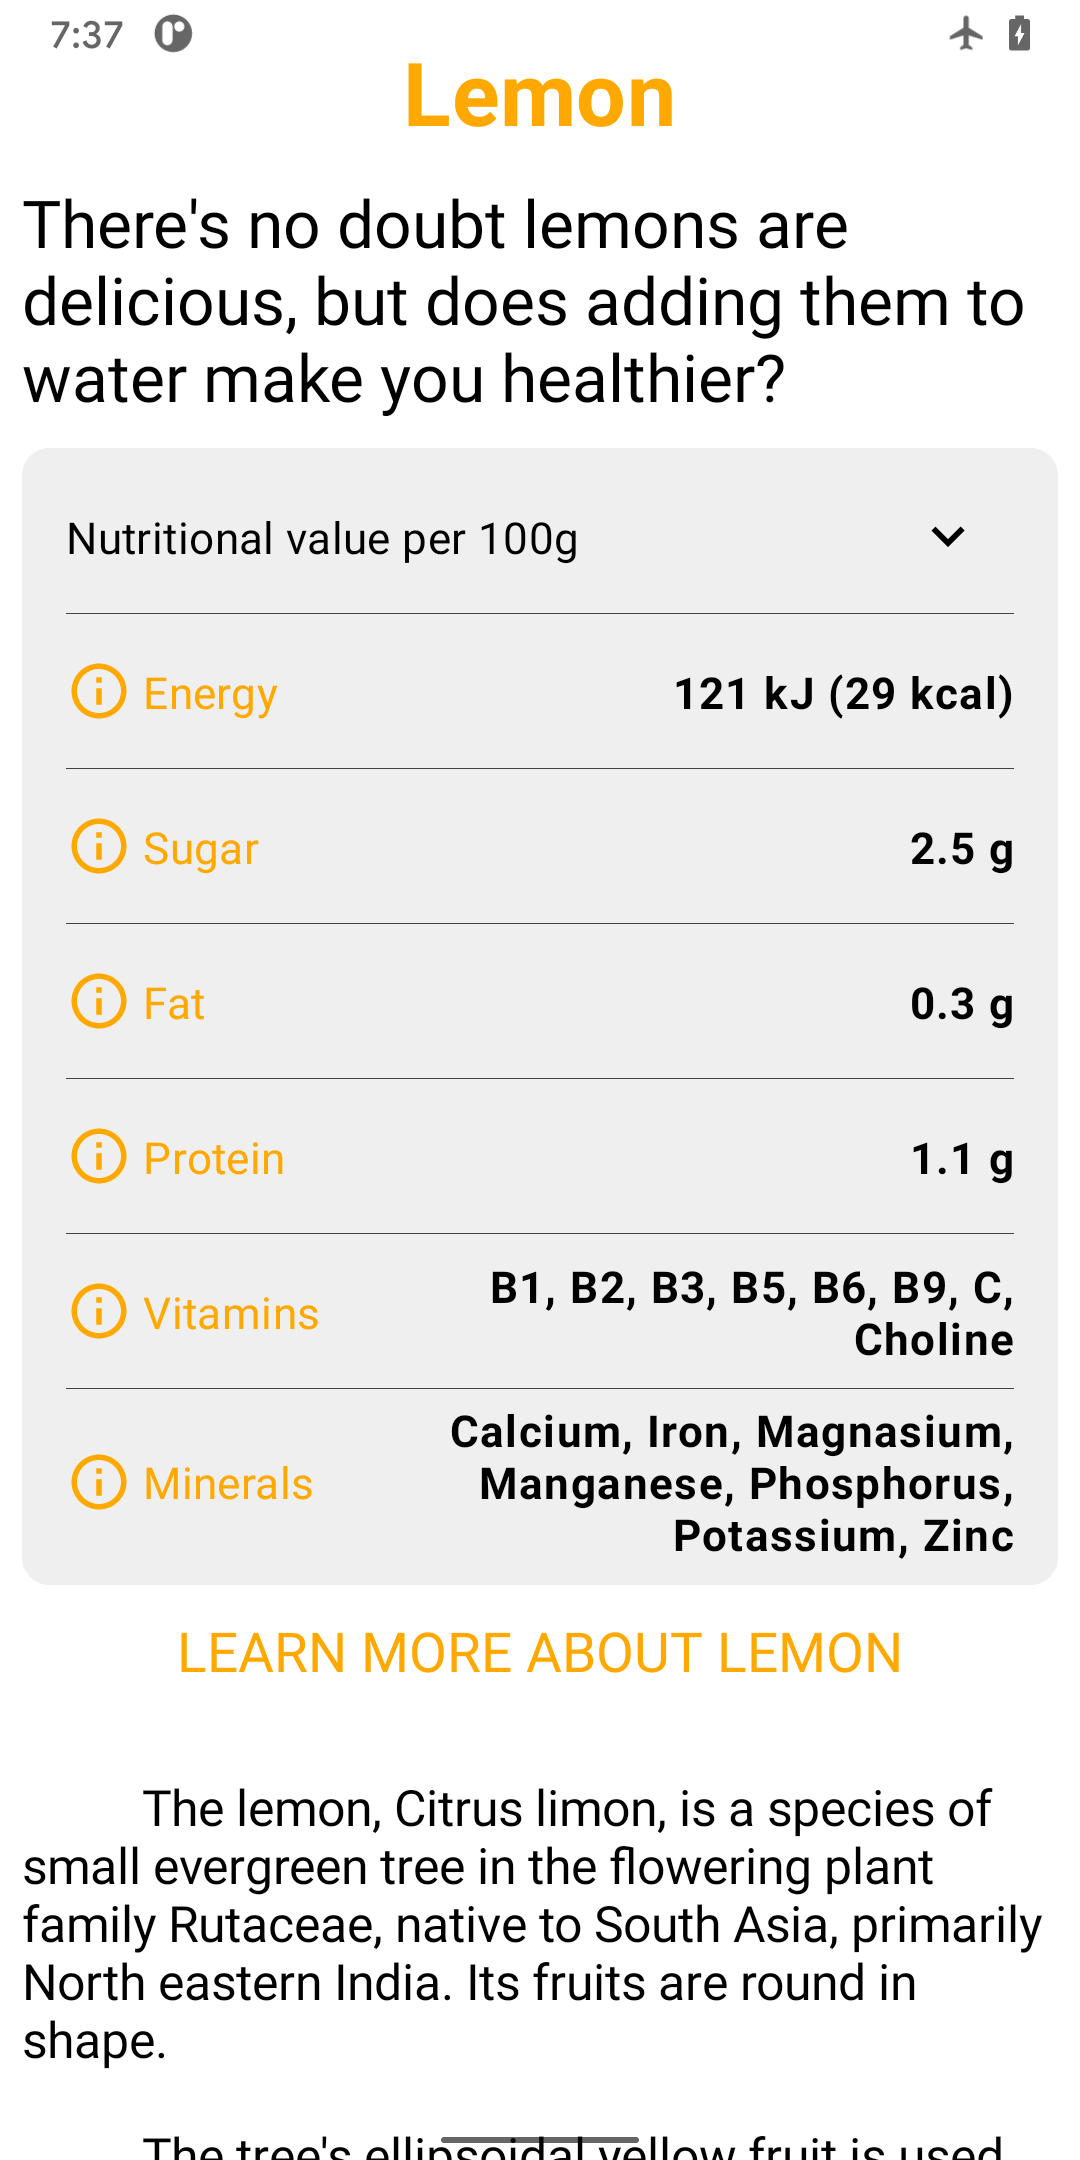 7:37
Lemon
There's no doubt lemons are
delicious, but does adding them to
water make you healthier?
Nutritional value per 100g
Energy 121 kJ (29 kcal)
Sugar 2.5 g
Fat 0.3 g
Protein 1.1 g
Vitamins B1, B2, B3, B5, B6, B9, C,
Choline
Minerals Calcium, Iron, Magnasium,
Manganese, Phosphorus,
Potassium, Zinc
LEARN MORE ABOUT LEMON
The lemon, Citrus limon, is a species of
small evergreen tree in the flowering plant
family Rutaceae, native to South Asia, primarily
North eastern India. Its fruits are round in
shape.
The tree's ellipsoidal yellow fruit is used